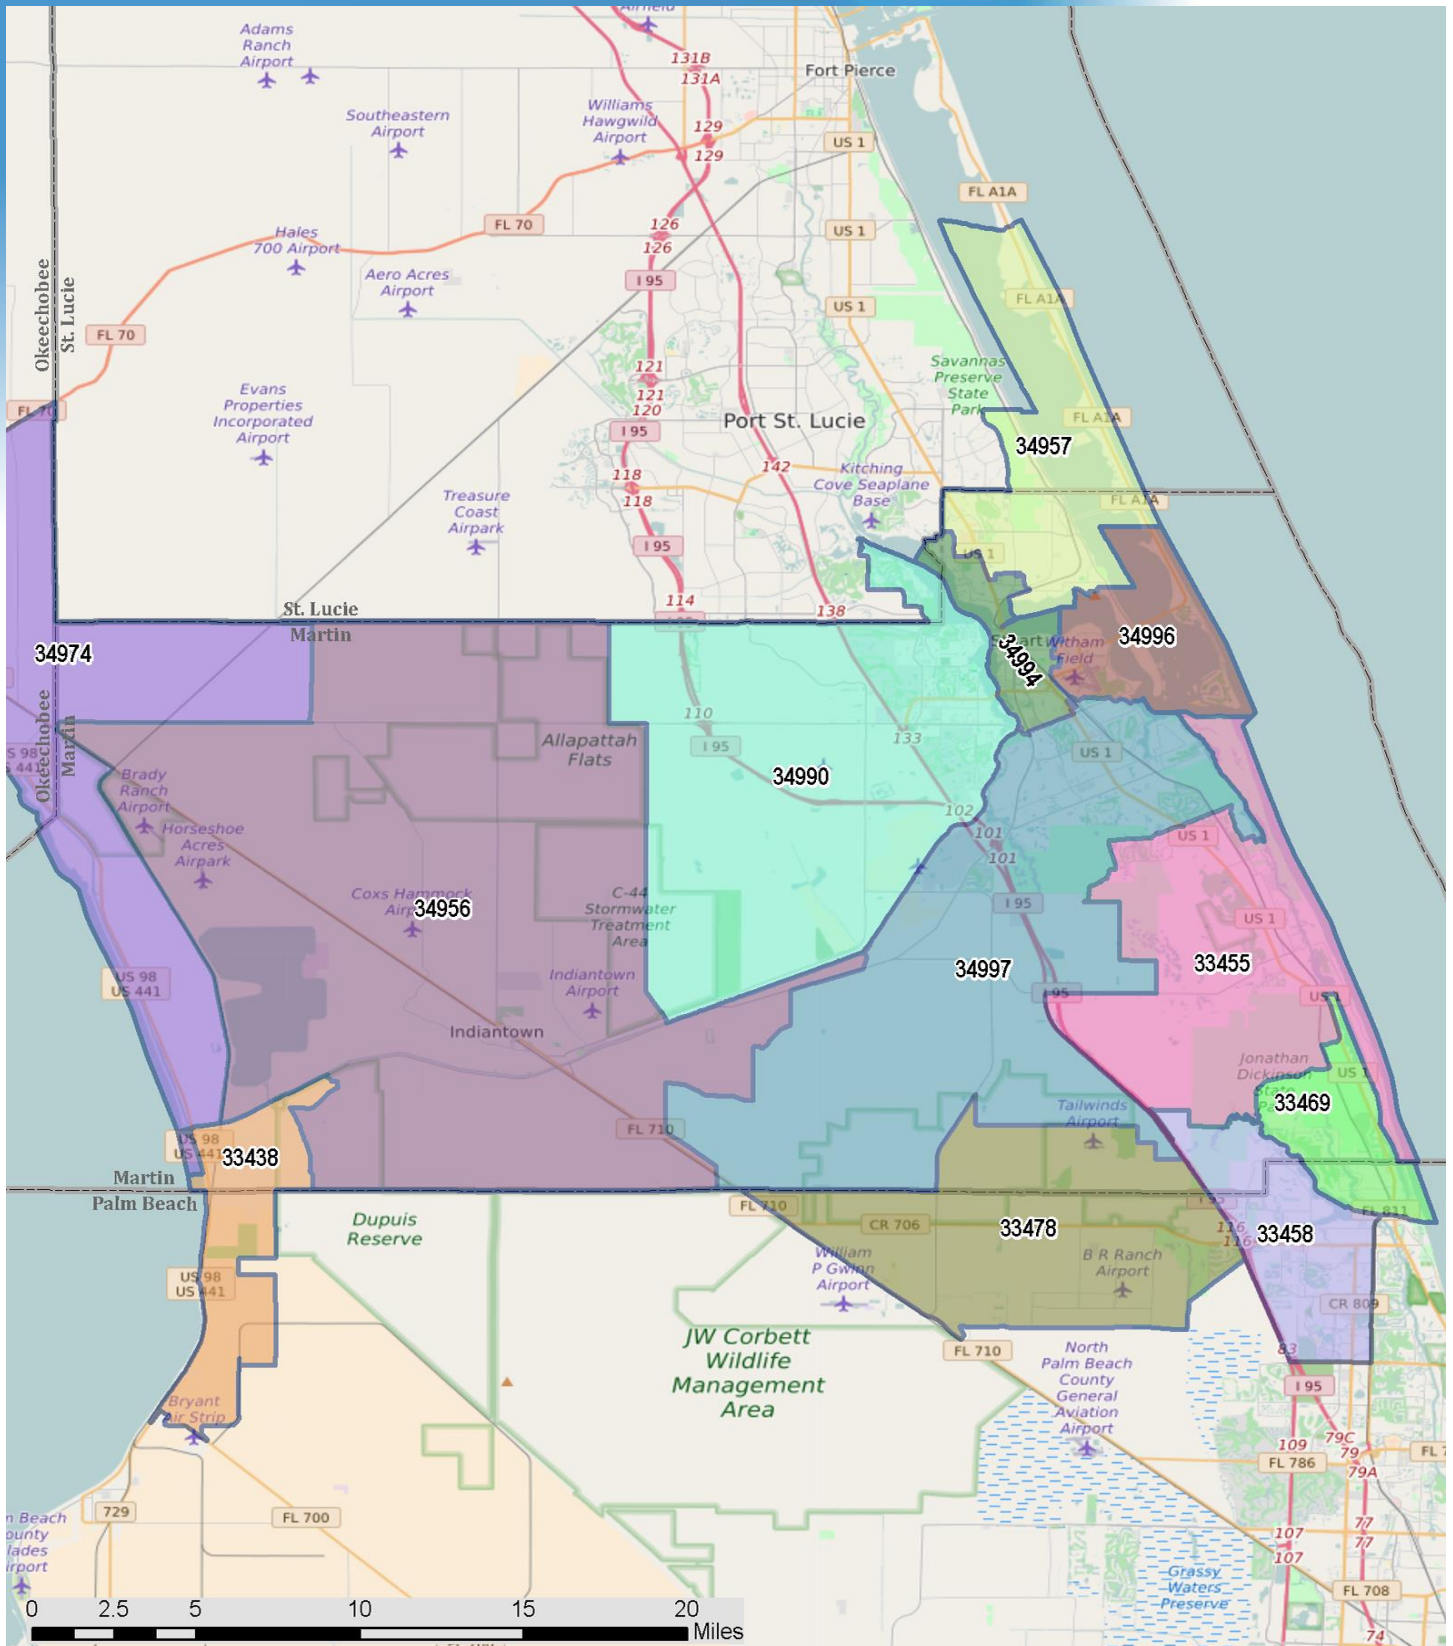 Airfield
Adams
Ranch
Airport
131B
131A
Fort Pierce
Southeastern
Airport
Williams
Hawgwild
Airport
129
129
US 1
FL A1A
FL 70
126
126
US 1
Hales
700 Airport
Okeechobee
St. Lucie
Aero Acres
Airport
I 95
FL A1A
US 1
FL 70
121
121
120
Savannas
Preserve
State
Park
Evans
Properties
Incorporated
Airport
FL 70
I 95
Port St. Lucie
FL A1A
34957
142
118
118
Kitching
Cove Seaplane
Base
Treasure
Coast
Airpark
FL A1A
I 95
US 1
114
138
St. Lucie
Martin
34974
34994
Witham
Field
34996
Okeechobee
Martin
110
I 95
133
US 1
Allapattah
Flats
34990
Brady
Ranch
Airport
102
101
101
US 1
Horseshoe
Acres
Airpark
Coxs Hammock
34956
C-44
Stormwater
Treatment
Area
I 95
US 1
34997
33455
US 98
US 441
Indiantown
Airport
I 95
US 1
Indiantown
Jonathan
Dickinson
State
US 1
33469
Tailwinds
Airport
FL 710
US 98
US 441
33438
Martin
Palm Beach
FL 710
CR 706
33478
116
116
33458
FL 811
Dupuis
Reserve
William
P Gwinn
Airport
B R Ranch
Airport
US 98
US 441
CR 809
JW Corbett
Wildlife
Management
Area
FL 710
North
Palm Beach
County
General
Aviation
Airport
83
I 95
Bryant
Air Strip
109
79C
79
79A
FL 786
729
FL 700
77
77
107
107
Grassy
Waters
Preserve
FL 708
74
0 2.5 5 10 15 20
Miles